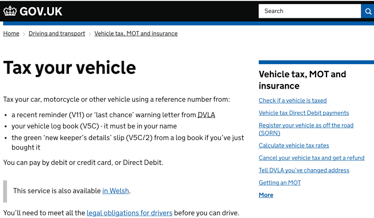 GOV.UK
Search
Home › Driving and transport › Vehicle tax, MOT and insurance
Tax your vehicle
Tax your car, motorcycle or other vehicle using a reference number from:
• a recent reminder (V11) or 'last chance' warning letter from DVLA
• your vehicle log book (V5C) - it must be in your name
• the green 'new keeper's details' slip (V5C/2) from a log book if you've just
bought it
You can pay by debit or credit card, or Direct Debit.
This service is also available in Welsh.
You'll need to meet all the legal obligations for drivers before you can drive.
Vehicle tax, MOT and
insurance
Check if a vehicle is taxed
Vehicle tax Direct Debit payments
Register your vehicle as off the road
(SORN)
Calculate vehicle tax rates
Cancel your vehicle tax and get a refund
Tell DVLA you've changed address
Getting an MOT
More